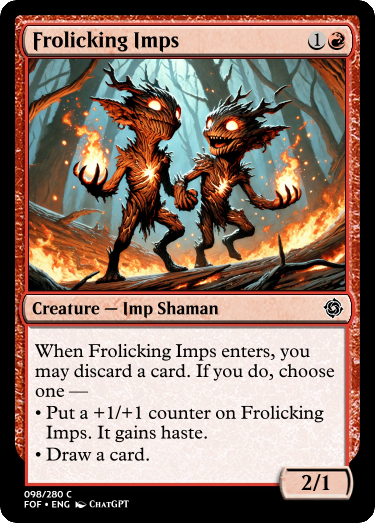 Frolicking Imps 1
Creature — Imp Shaman
When Frolicking Imps enters, you
may discard a card. If you do, choose
one —
• Put a +1/+1 counter on Frolicking
Imps. It gains haste.
• Draw a card.
2/1
098/280 C
FOF • ENG ChatGPT